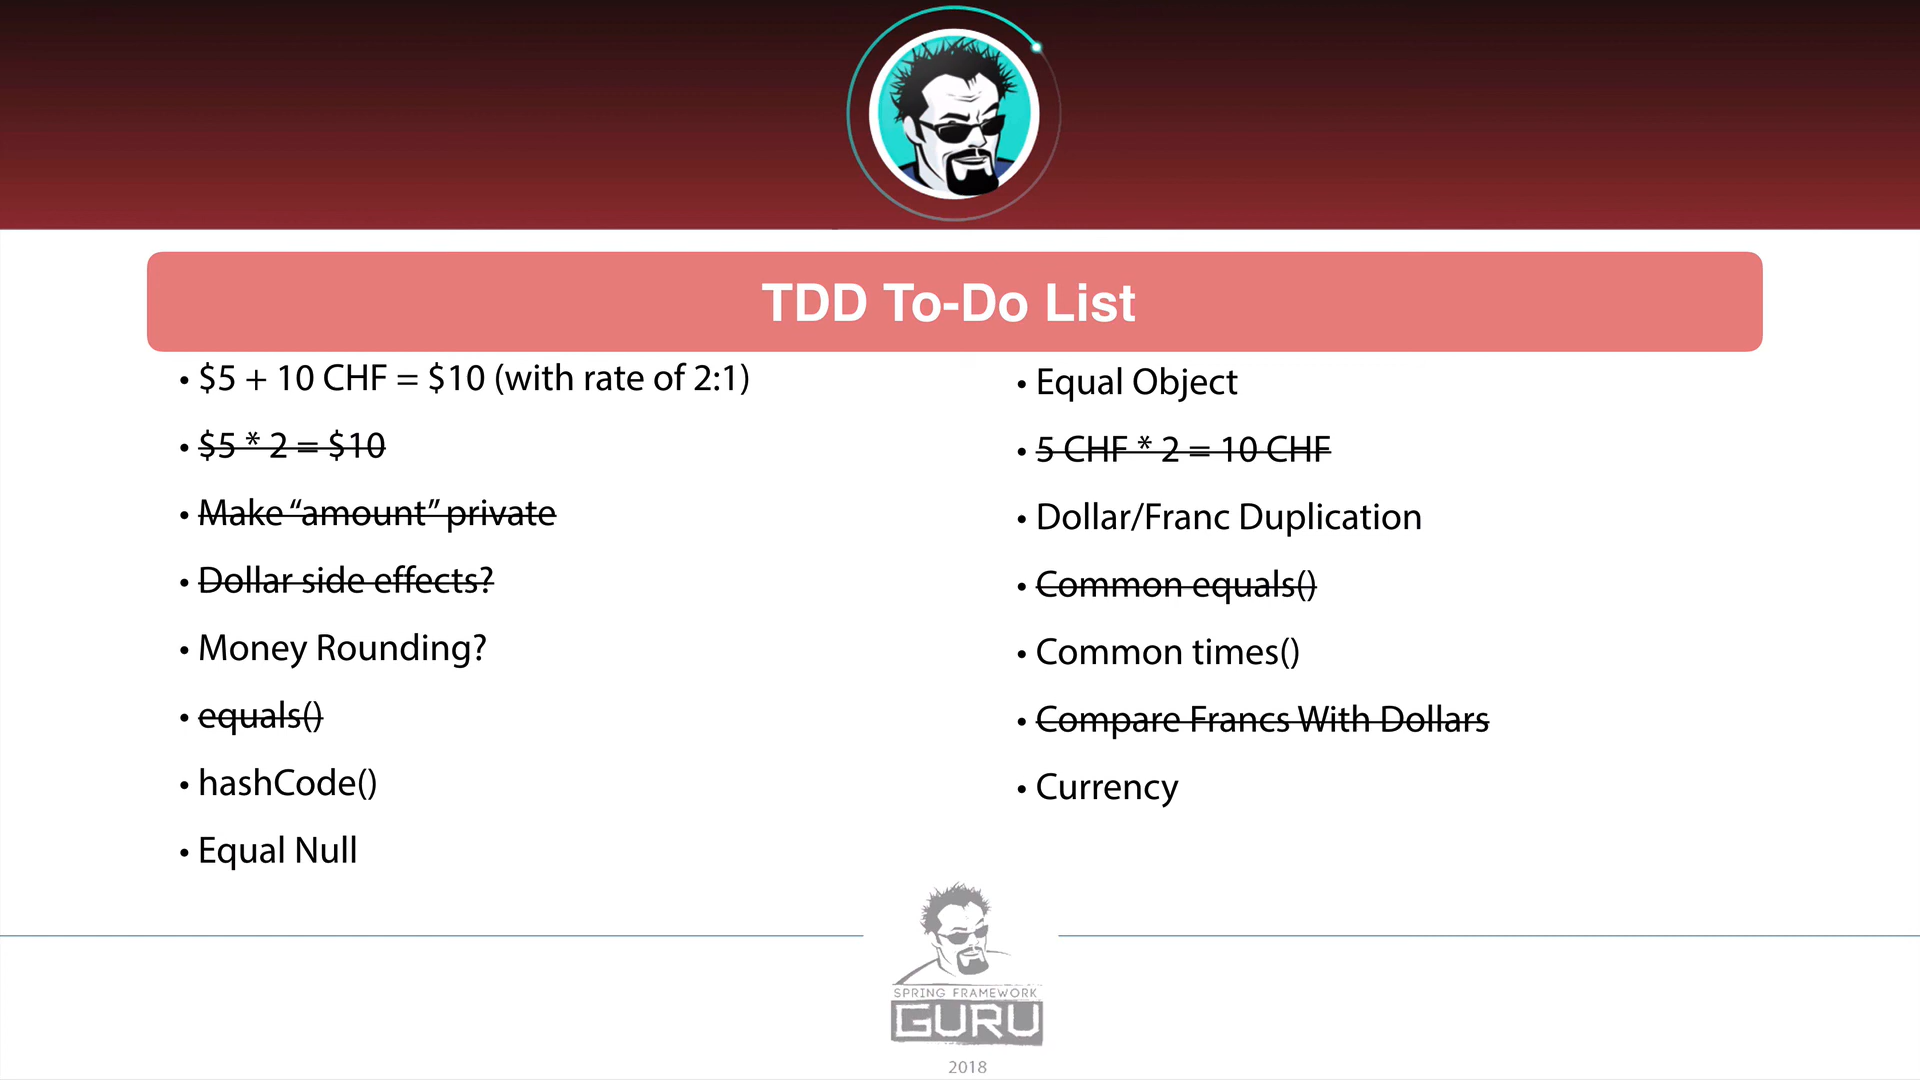 TDD To-Do List
• $5 + 10 CHF = $10 (with rate of 2:1)
• $5 * 2 = $10
• Make “amount” private
• Dollar side effects?
• Money Rounding?
• equals()
• hashCode()
• Equal Null
• Equal Object
• 5 CHF * 2 = 10 CHF
• Dollar/Franc Duplication
• Common equals()
• Common times()
• Compare Francs With Dollars
• Currency
SPRING FRAMEWORK
GURU
2018